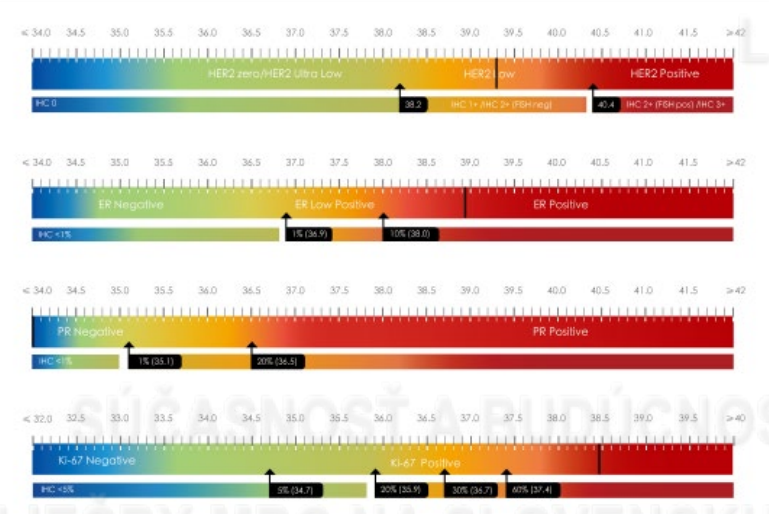 ≤ 34.0 34.5 35.0 35.5 36.0 36.5 37.0 37.5 38.0 38.5 39.0 39.5 40.0 40.5 41.0 41.5 ≥42
HER2 zero/HER2 Ultra Low HER2 Low HER2 Positive
IHC 0 38.2 IHC 1+ /IHC 2+ (FISH neg) 40.4 IHC 2+ (FISH pos) /IHC 3+
≤ 34.0 34.5 35.0 35.5 36.0 36.5 37.0 37.5 38.0 38.5 39.0 39.5 40.0 40.5 41.0 41.5 ≥42
ER Negative ER Low Positive ER Positive
IHC <1% 1% (36.9) 10% (38.0)
≤ 34.0 34.5 35.0 35.5 36.0 36.5 37.0 37.5 38.0 38.5 39.0 39.5 40.0 40.5 41.0 41.5 ≥42
PR Negative PR Positive
IHC <1% 1% (35.1) 20% (36.5)
≤ 32.0 32.5 33.0 33.5 34.0 34.5 35.0 35.5 36.0 36.5 37.0 37.5 38.0 38.5 39.0 39.5 ≥40
SÚČASNOSŤ A BUDÚCNOS
Ki-67 Negative Ki-67 Positive
IHC <5% 5% (34.7) 20% (35.9) 30% (36.7) 60% (37.4)